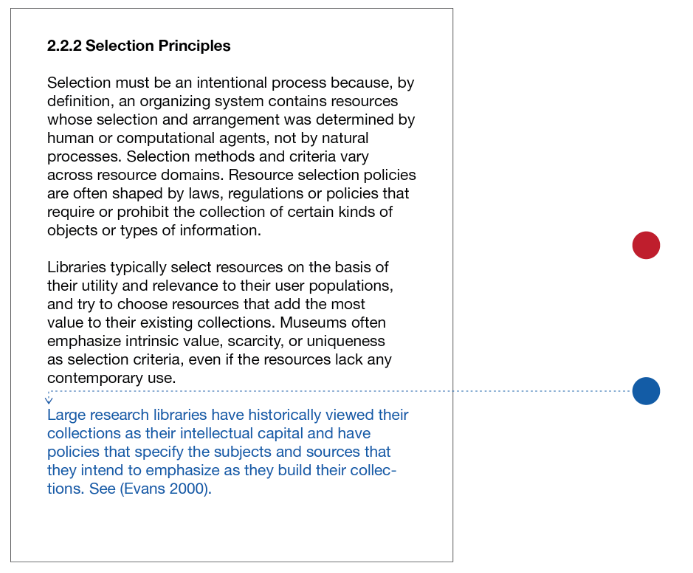 2.2.2 Selection Principles
Selection must be an intentional process because, by
definition, an organizing system contains resources
whose selection and arrangement was determined by
human or computational agents, not by natural
processes. Selection methods and criteria vary
across resource domains. Resource selection policies
are often shaped by laws, regulations or policies that
require or prohibit the collection of certain kinds of
objects or types of information.
Libraries typically select resources on the basis of
their utility and relevance to their user populations,
and try to choose resources that add the most
value to their existing collections. Museums often
emphasize intrinsic value, scarcity, or uniqueness
as selection criteria, even if the resources lack any
contemporary use.
Large research libraries have historically viewed their
collections as their intellectual capital and have
policies that specify the subjects and sources that
they intend to emphasize as they build their collec-
tions. See (Evans 2000).